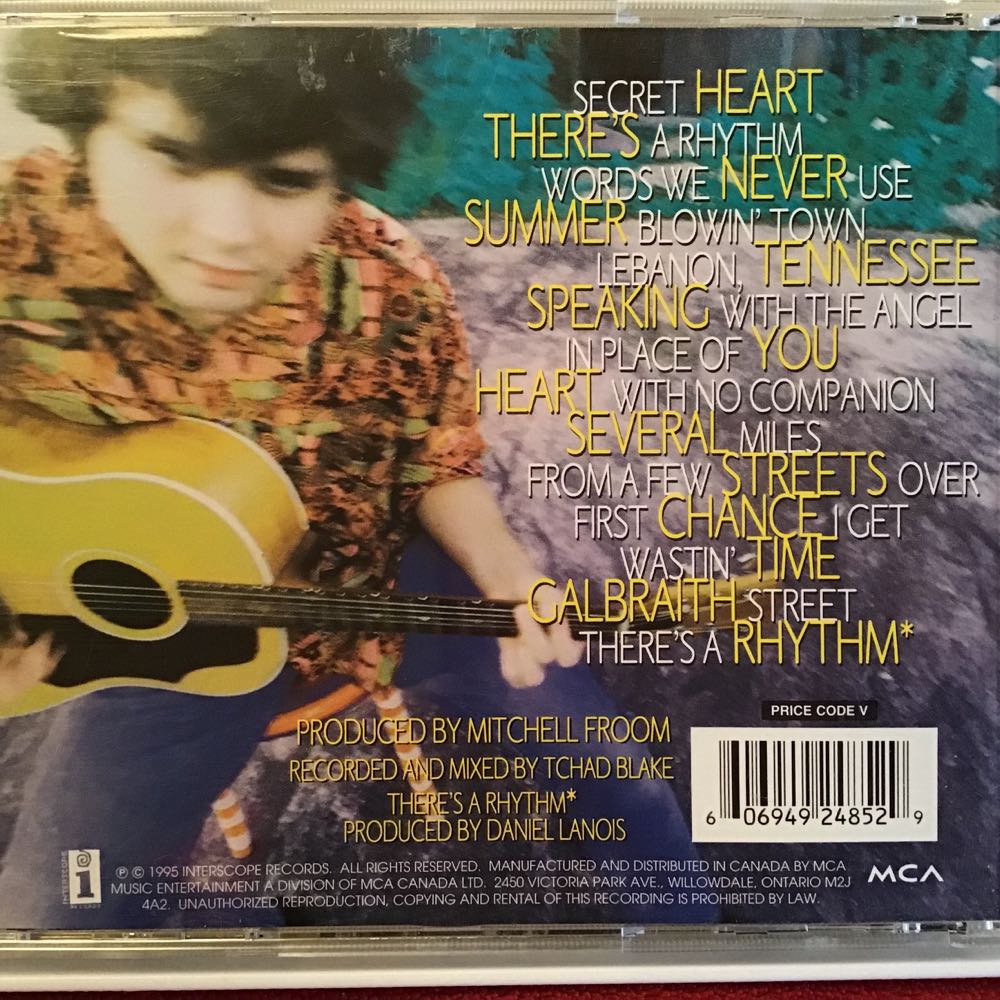 SECRET HEART
THERE'S A RHYTHM
WORDS WE NEVER USE
SUMMER BLOWIN' TOWN
LEBANON, TENNESSEE
SPEAKING WITH THE ANGEL
IN PLACE OF YOU
HEART WITH NO COMPANION
SEVERAL MILES
FROM A FEW STREETS OVER
FIRST CHANCE I GET
WASTIN' TIME
GALBRAITH STREET
THERE'S A RHYTHM*
PRODUCED BY MITCHELL FROOM
RECORDED AND MIXED BY TCHAD BLAKE
THERE'S A RHYTHM*
PRODUCED BY DANIEL LANOIS
PRICE CODE V
6 06949 24852 9
INTERSCOPE
RECORDS
i
℗ © 1995 INTERSCOPE RECORDS. ALL RIGHTS RESERVED. MANUFACTURED AND DISTRIBUTED IN CANADA BY MCA
MUSIC ENTERTAINMENT A DIVISION OF MCA CANADA LTD. 2450 VICTORIA PARK AVE., WILLOWDALE, ONTARIO M2J
4A2. UNAUTHORIZED REPRODUCTION, COPYING AND RENTAL OF THIS RECORDING IS PROHIBITED BY LAW.
MCA